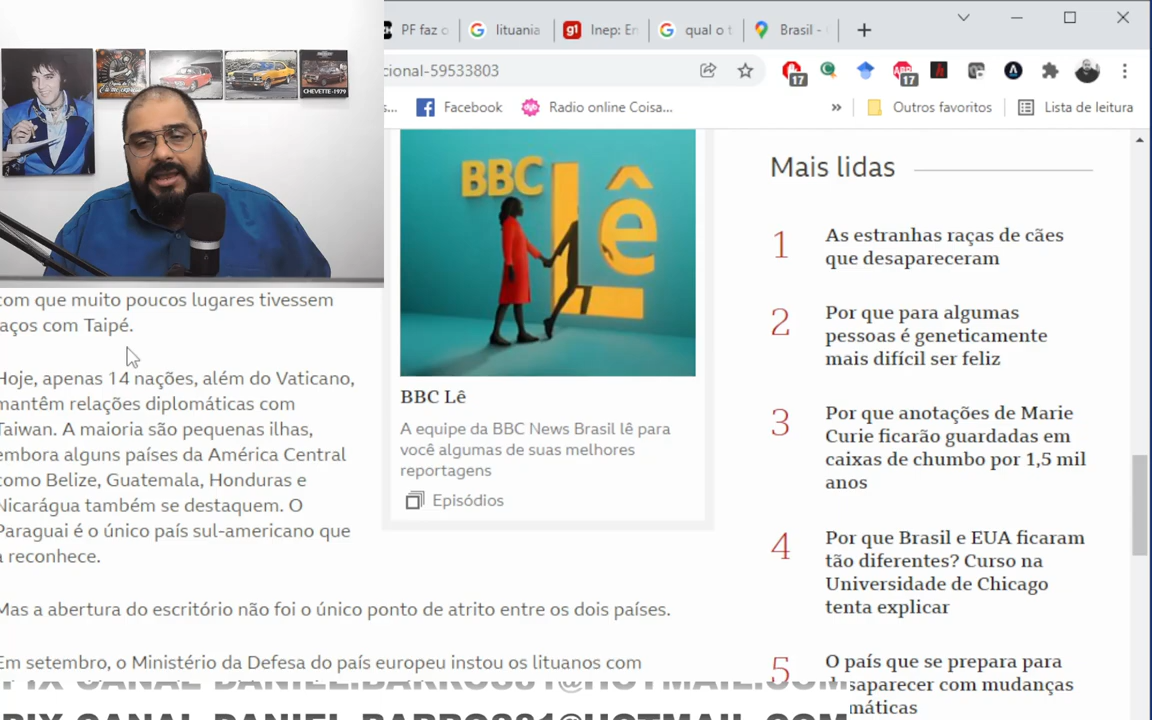 PF faz o
lituania
g1
Inep: En
qual o t
Brasil -
cional-59533803
17
17
Facebook
Radio online Coisa...
»
Outros favoritos
Lista de leitura
CHEVETTE-1979
com que muito poucos lugares tivessem
laços com Taipé.
Hoje, apenas 14 nações, além do Vaticano,
mantêm relações diplomáticas com
Taiwan. A maioria são pequenas ilhas,
embora alguns países da América Central
como Belize, Guatemala, Honduras e
Nicarágua também se destaquem. O
Paraguai é o único país sul-americano que
a reconhece.
Mas a abertura do escritório não foi o único ponto de atrito entre os dois países.
Em setembro, o Ministério da Defesa do país europeu instou os lituanos com
BBC
Lê
BBC Lê
A equipe da BBC News Brasil lê para
você algumas de suas melhores
reportagens
Episódios
Mais lidas
1
As estranhas raças de cães
que desapareceram
2
Por que para algumas
pessoas é geneticamente
mais difícil ser feliz
3
Por que anotações de Marie
Curie ficarão guardadas em
caixas de chumbo por 1,5 mil
anos
4
Por que Brasil e EUA ficaram
tão diferentes? Curso na
Universidade de Chicago
tenta explicar
5
O país que se prepara para
desaparecer com mudanças
máticas
PIX CANAL DANIEL.BARROS81@HOTMAIL.COM